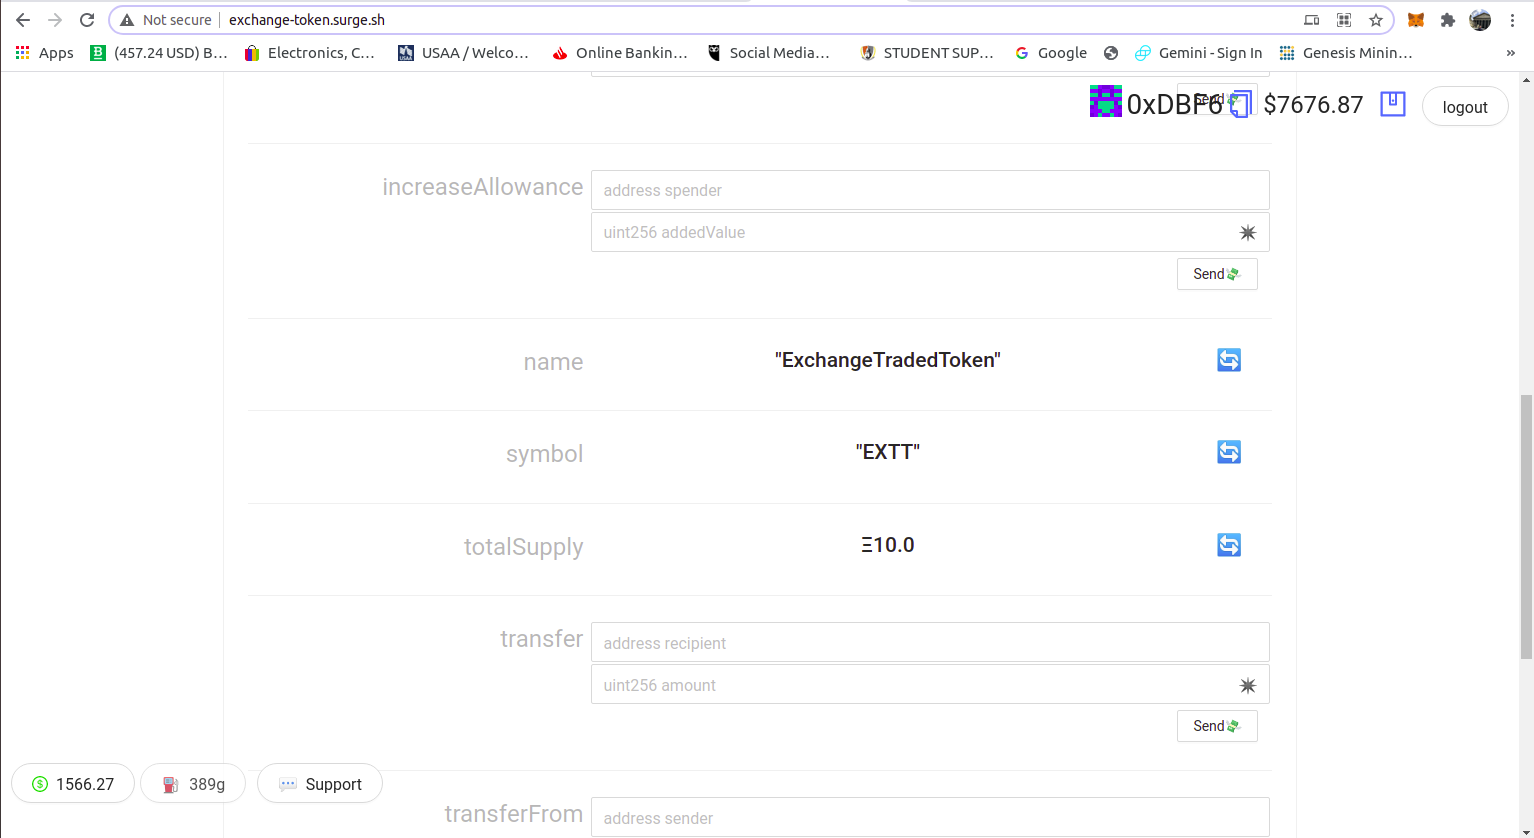 Not secure | exchange-token.surge.sh
Apps (457.24 USD) B... Electronics, C... USAA / Welco... Online Bankin... Social Media... STUDENT SUP... Google Gemini - Sign In Genesis Minin... »
Send
0xDBF6 $7676.87 logout
increaseAllowance address spender
uint256 addedValue
Send
name "ExchangeTradedToken"
symbol "EXTT"
totalSupply Ξ10.0
transfer address recipient
uint256 amount
Send
1566.27 389g Support
transferFrom address sender